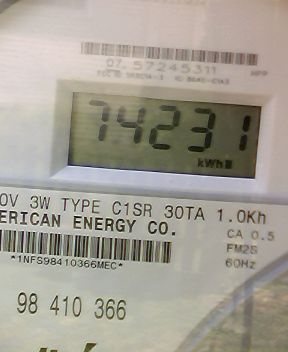 07. 57245311
74231
kWh
0V 3W TYPE C1SR 30TA 1.0Kh
ERICAN ENERGY CO.
CA 0.5
FM2S
60Hz
*1NFS98410366MEC*
98 410 366